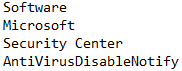 Software
Microsoft
Security Center
AntiVirusDisableNotify